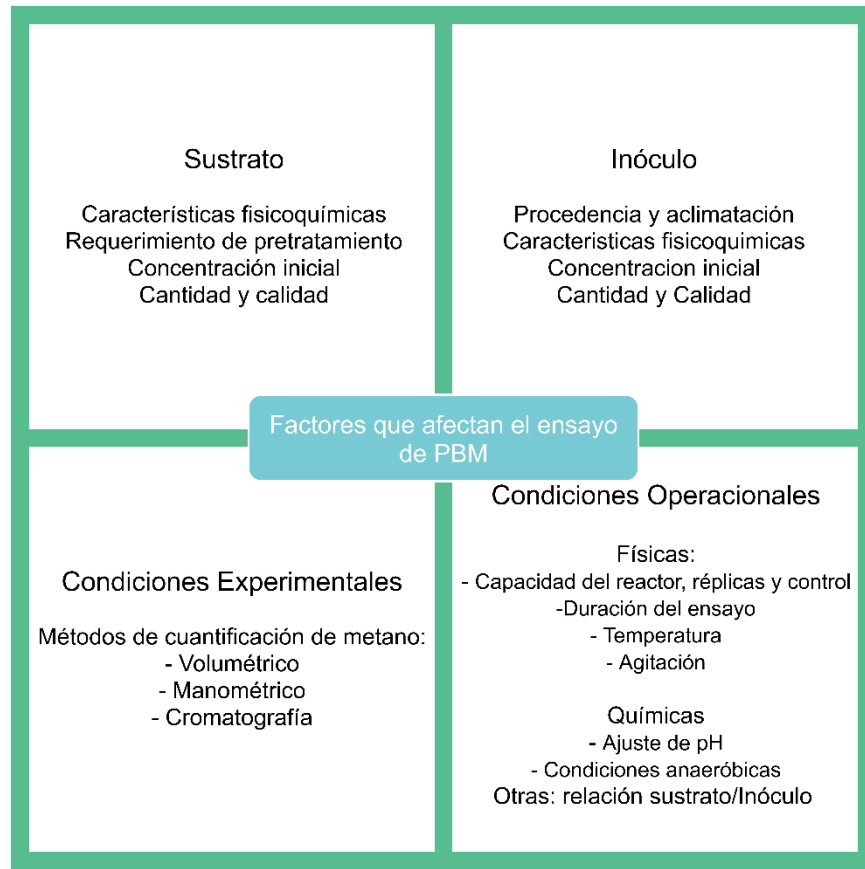 Sustrato
Características fisicoquímicas
Requerimiento de pretratamiento
Concentración inicial
Cantidad y calidad
Inóculo
Procedencia y aclimatación
Caracteristicas fisicoquimicas
Concentracion inicial
Cantidad y Calidad
Factores que afectan el ensayo
de PBM
Condiciones Experimentales
Métodos de cuantificación de metano:
- Volumétrico
- Manométrico
- Cromatografía
Condiciones Operacionales
Físicas:
- Capacidad del reactor, réplicas y control
-Duración del ensayo
- Temperatura
- Agitación
Químicas
- Ajuste de pH
- Condiciones anaeróbicas
Otras: relación sustrato/Inóculo